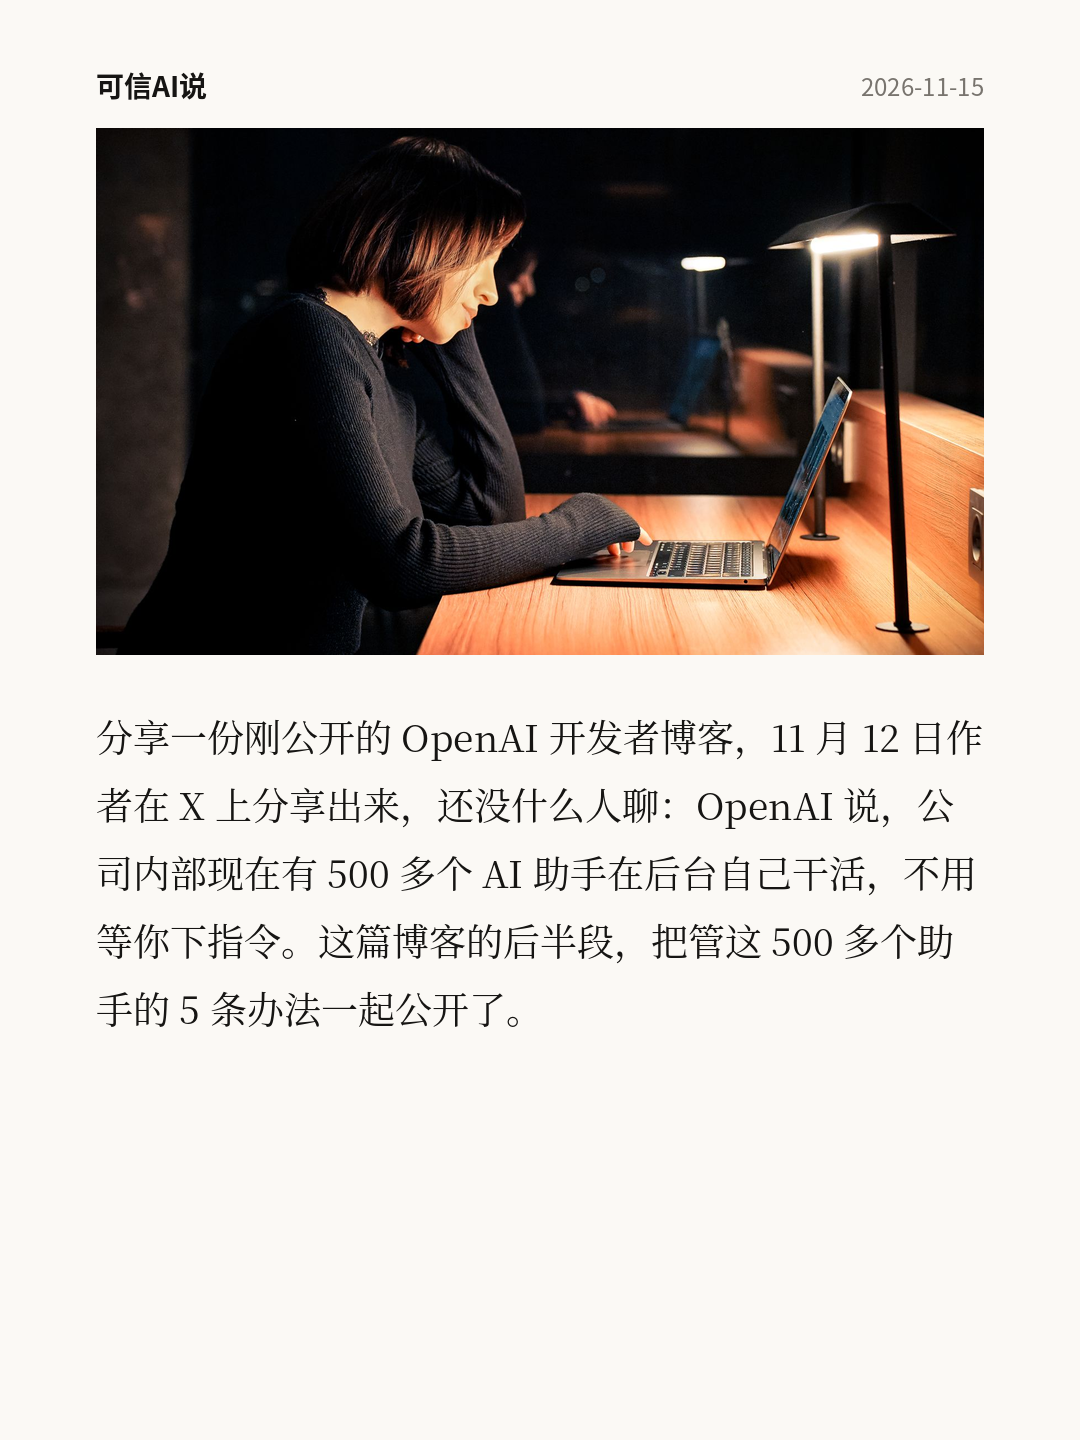 可信AI说
2026-11-15
分享一份刚公开的 OpenAI 开发者博客，11 月 12 日作
者在 X 上分享出来，还没什么人聊：OpenAI 说，公
司内部现在有 500 多个 AI 助手在后台自己干活，不用
等你下指令。这篇博客的后半段，把管这 500 多个助
手的 5 条办法一起公开了。